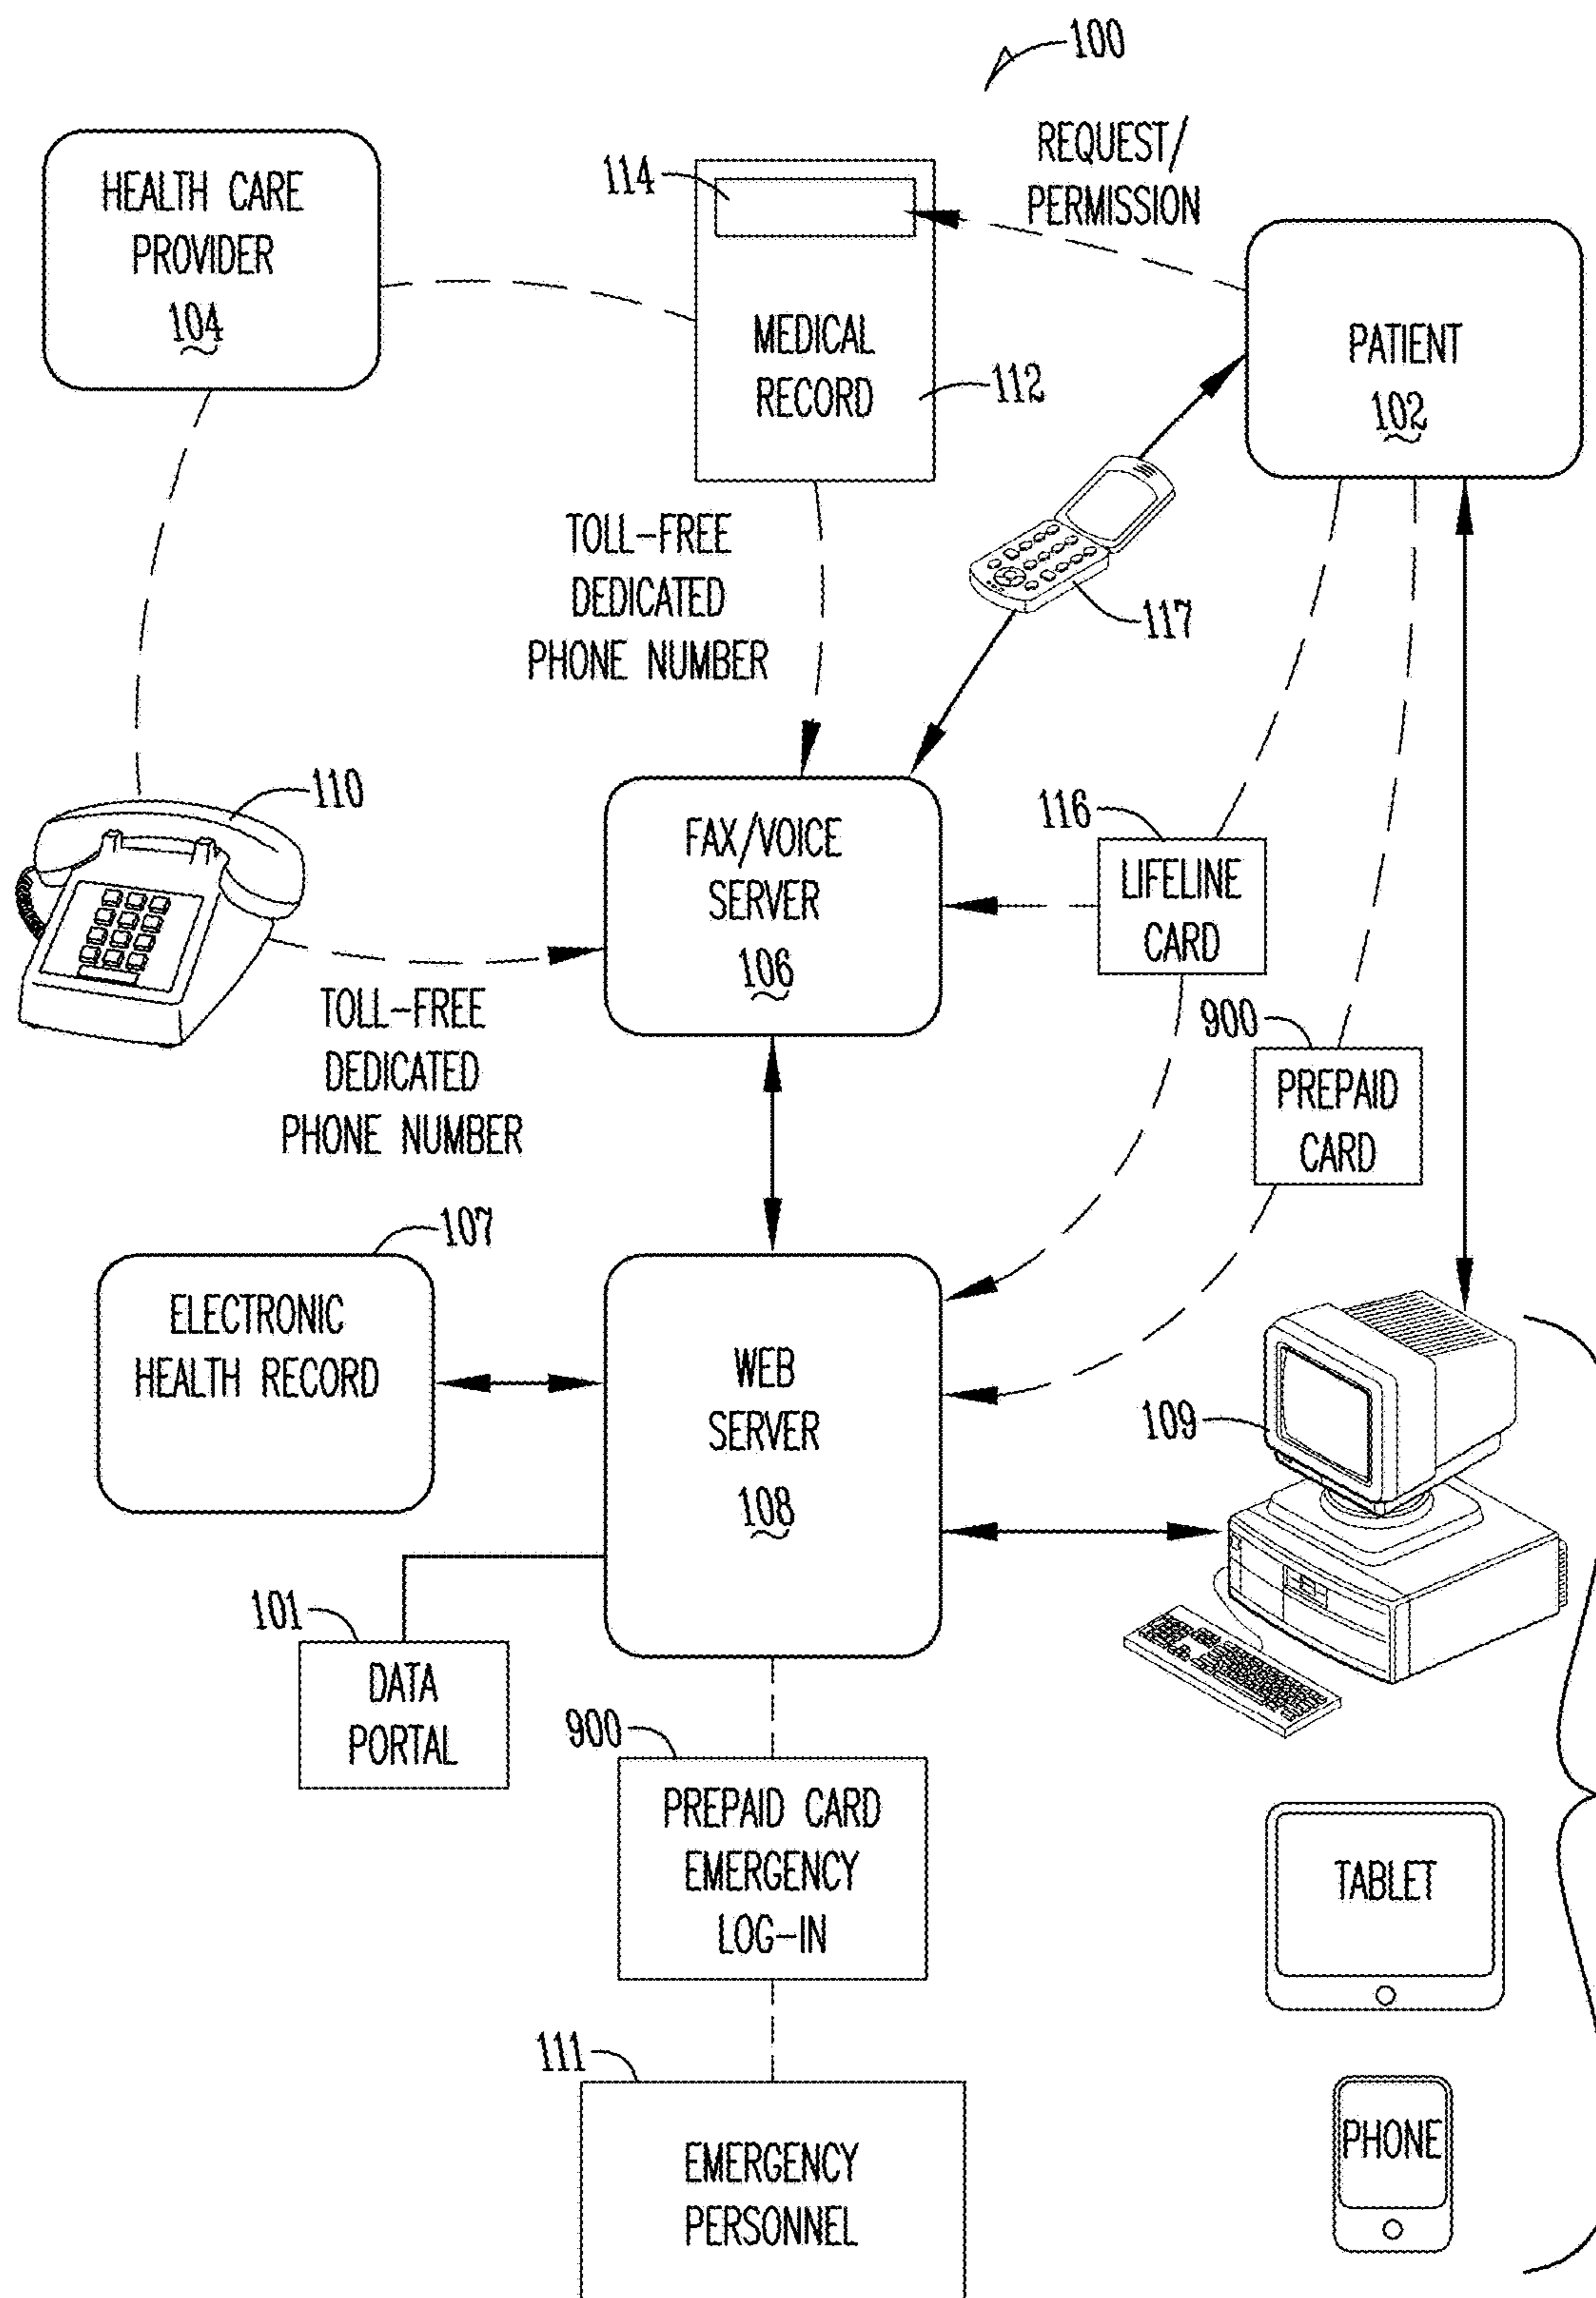 100
REQUEST/
PERMISSION
HEALTH CARE
PROVIDER
104
114
MEDICAL
RECORD
112
PATIENT
102
TOLL-FREE
DEDICATED
PHONE NUMBER
117
110
FAX/VOICE
SERVER
106
116
LIFELINE
CARD
TOLL-FREE
DEDICATED
PHONE NUMBER
900
PREPAID
CARD
107
ELECTRONIC
HEALTH RECORD
WEB
SERVER
108
109
101
DATA
PORTAL
900
PREPAID CARD
EMERGENCY
LOG-IN
TABLET
111
EMERGENCY
PERSONNEL
PHONE